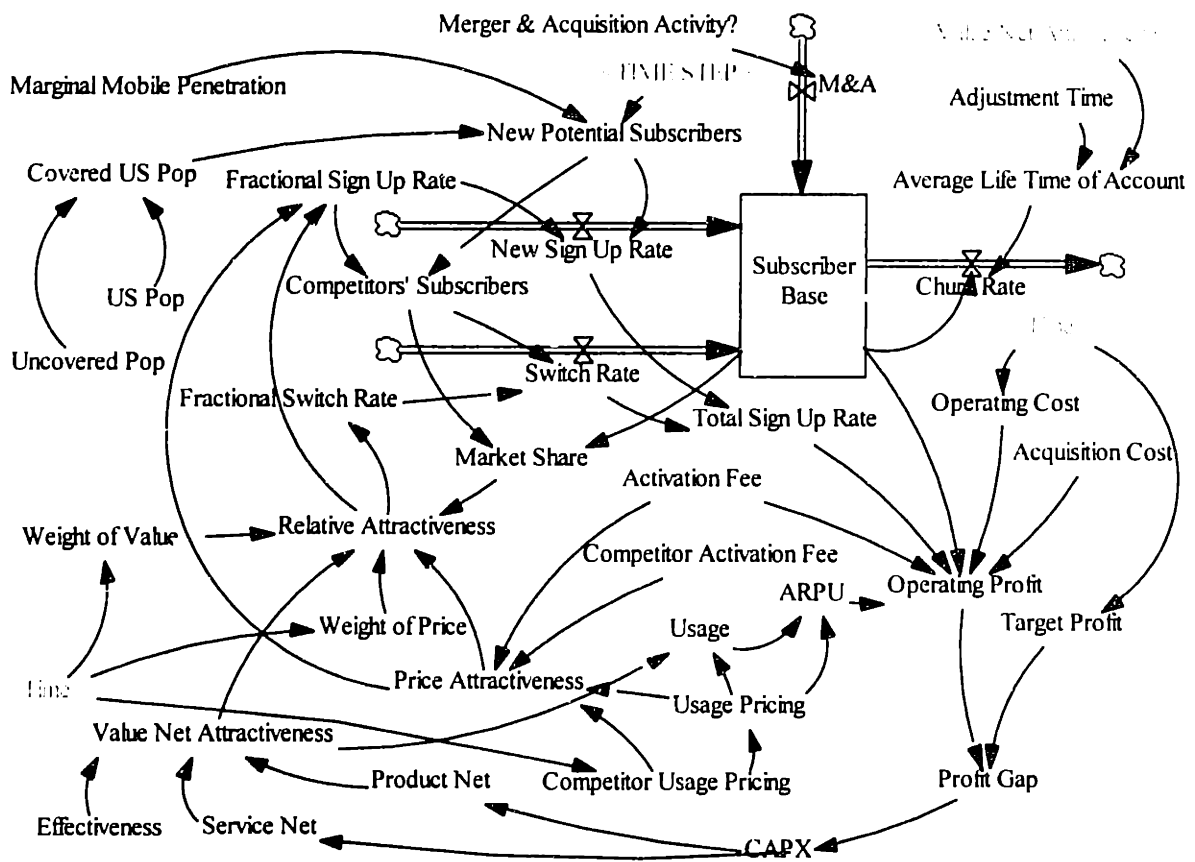 Merger & Acquisition Activity?
TIME STEP
Marginal Mobile Penetration
M&A
Adjustment Time
New Potential Subscribers
Covered US Pop
Fractional Sign Up Rate
Average Life Time of Account
New Sign Up Rate
Subscriber
Base
Competitors' Subscribers
Churn Rate
US Pop
Time
Uncovered Pop
Switch Rate
Fractional Switch Rate
Total Sign Up Rate
Operating Cost
Market Share
Acquisition Cost
Activation Fee
Relative Attractiveness
Weight of Value
Competitor Activation Fee
ARPU
Operating Profit
Weight of Price
Usage
Target Profit
Price Attractiveness
Time
Usage Pricing
Value Net Attractiveness
Product Net
Competitor Usage Pricing
Profit Gap
Effectiveness
Service Net
CAPX